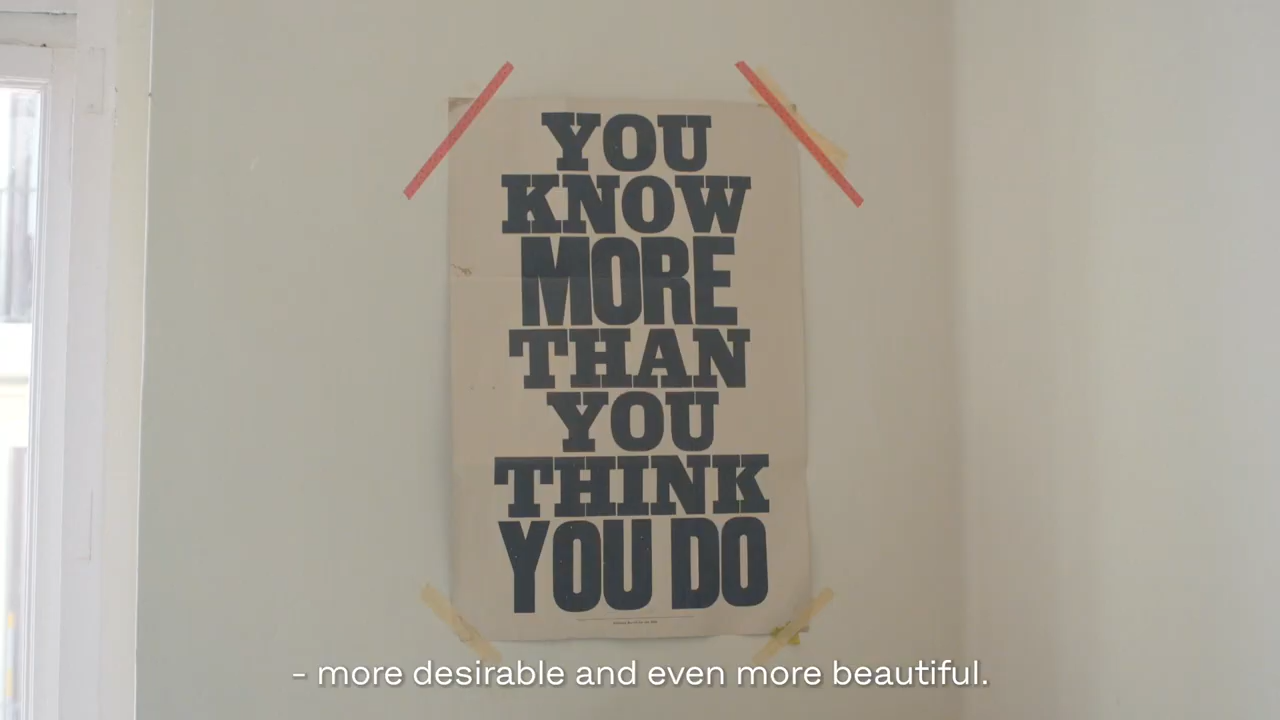 YOU
KNOW
MORE
THAN
YOU
THINK
YOU DO
- more desirable and even more beautiful.